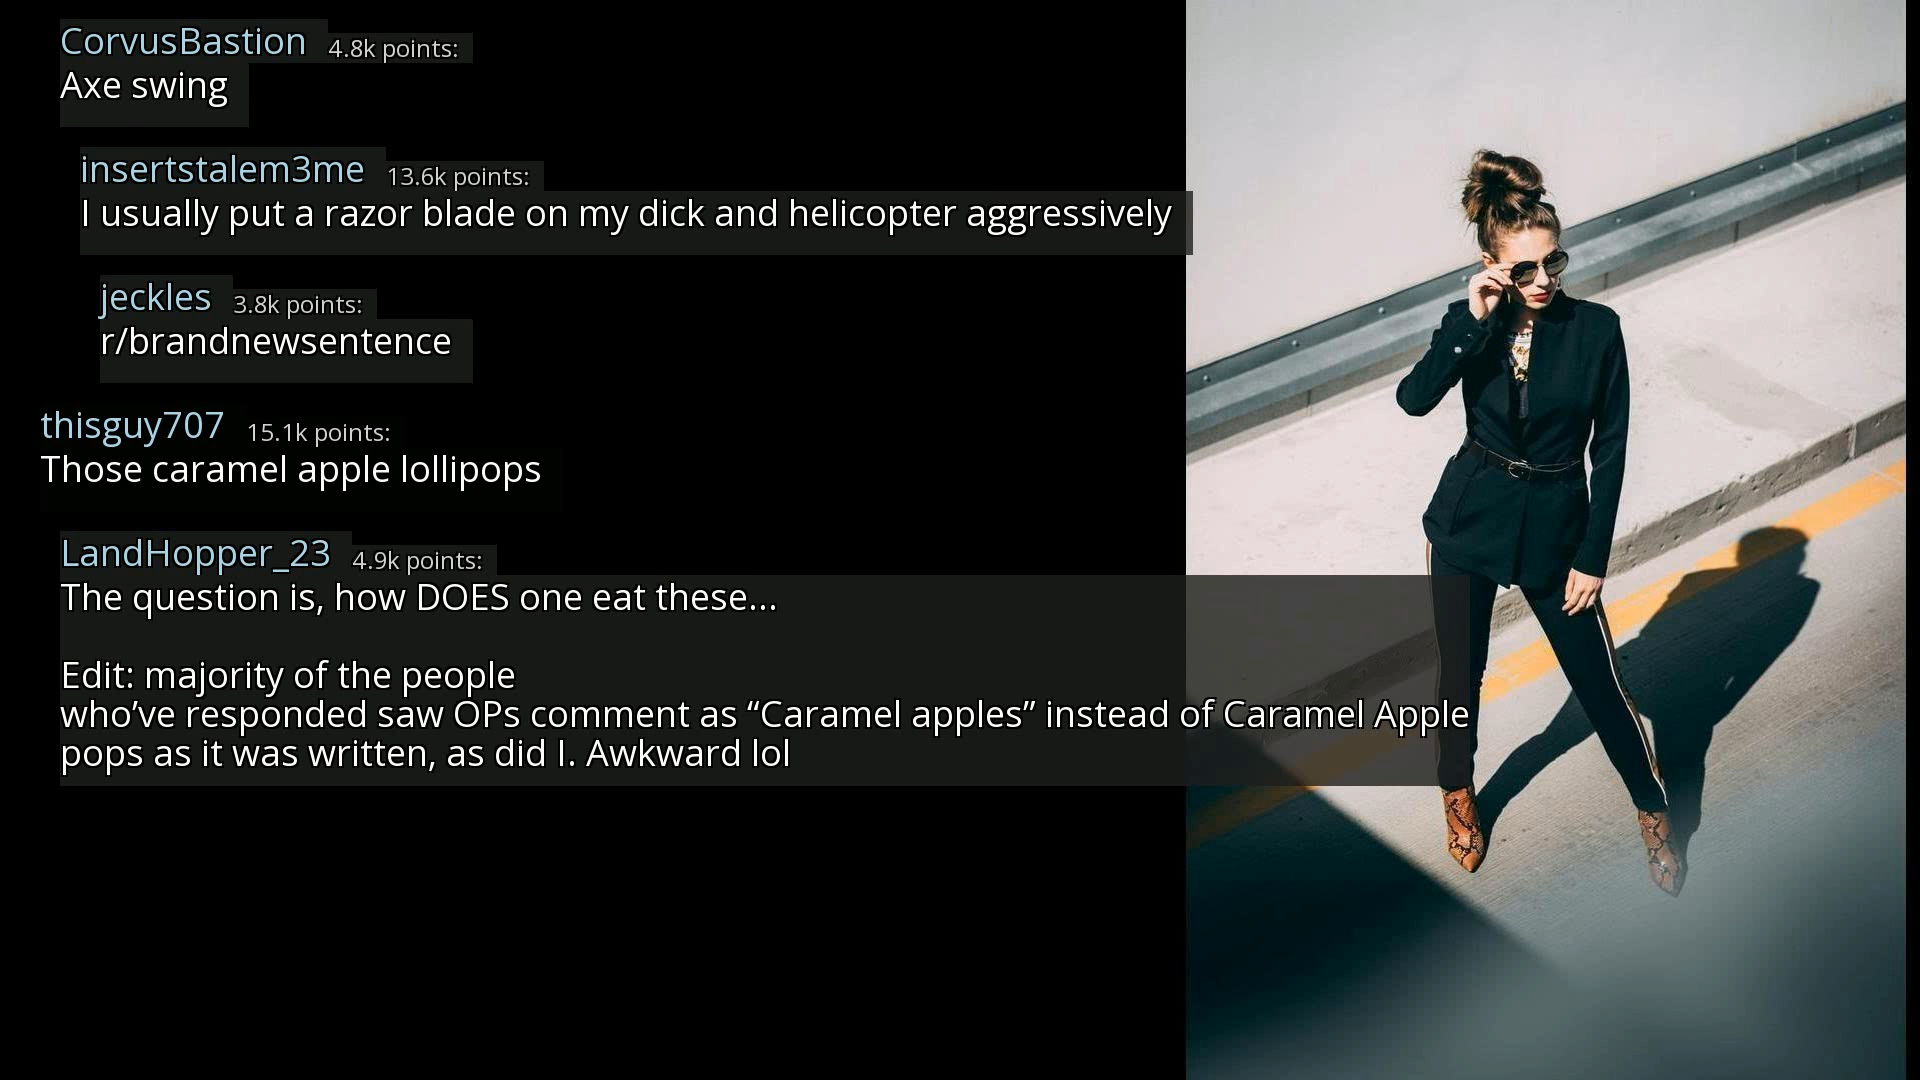 CorvusBastion 4.8k points:
Axe swing
insertstalem3me 13.6k points:
I usually put a razor blade on my dick and helicopter aggressively
jeckles 3.8k points:
r/brandnewsentence
thisguy707 15.1k points:
Those caramel apple lollipops
LandHopper_23 4.9k points:
The question is, how DOES one eat these...
Edit: majority of the people
who’ve responded saw OPs comment as “Caramel apples” instead of Caramel Apple
pops as it was written, as did I. Awkward lol